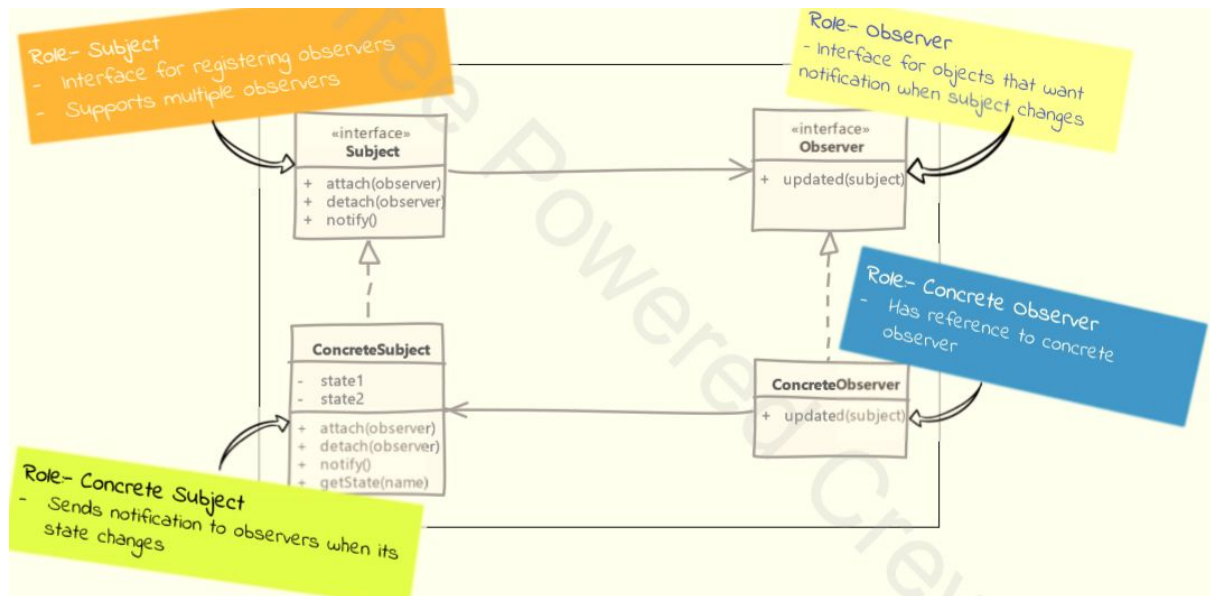 Role:- Subject
- Interface for registering observers
- Supports multiple observers
Role:- Observer
- Interface for objects that want
notification when subject changes
«interface»
Subject
+ attach(observer)
+ detach(observer)
+ notify()
«interface»
Observer
+ updated(subject)
Role:- Concrete Observer
- Has reference to concrete
observer
ConcreteSubject
- state1
- state2
+ attach(observer)
+ detach(observer)
+ notify()
+ getState(name)
ConcreteObserver
+ updated(subject)
Role:- Concrete Subject
- Sends notification to observers when its
state changes
Powered